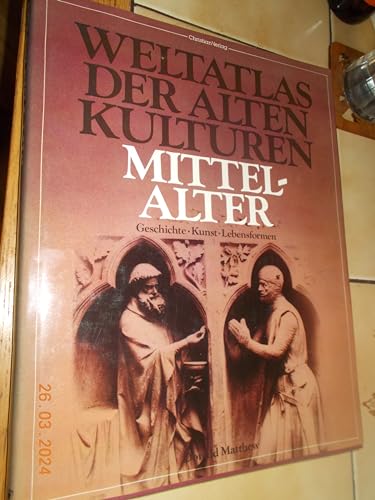 Christian Verlag
WELTATLAS
DER ALTEN
KULTUREN
MITTEL-
ALTER
Geschichte · Kunst · Lebensformen
Matthew
26.03.2024